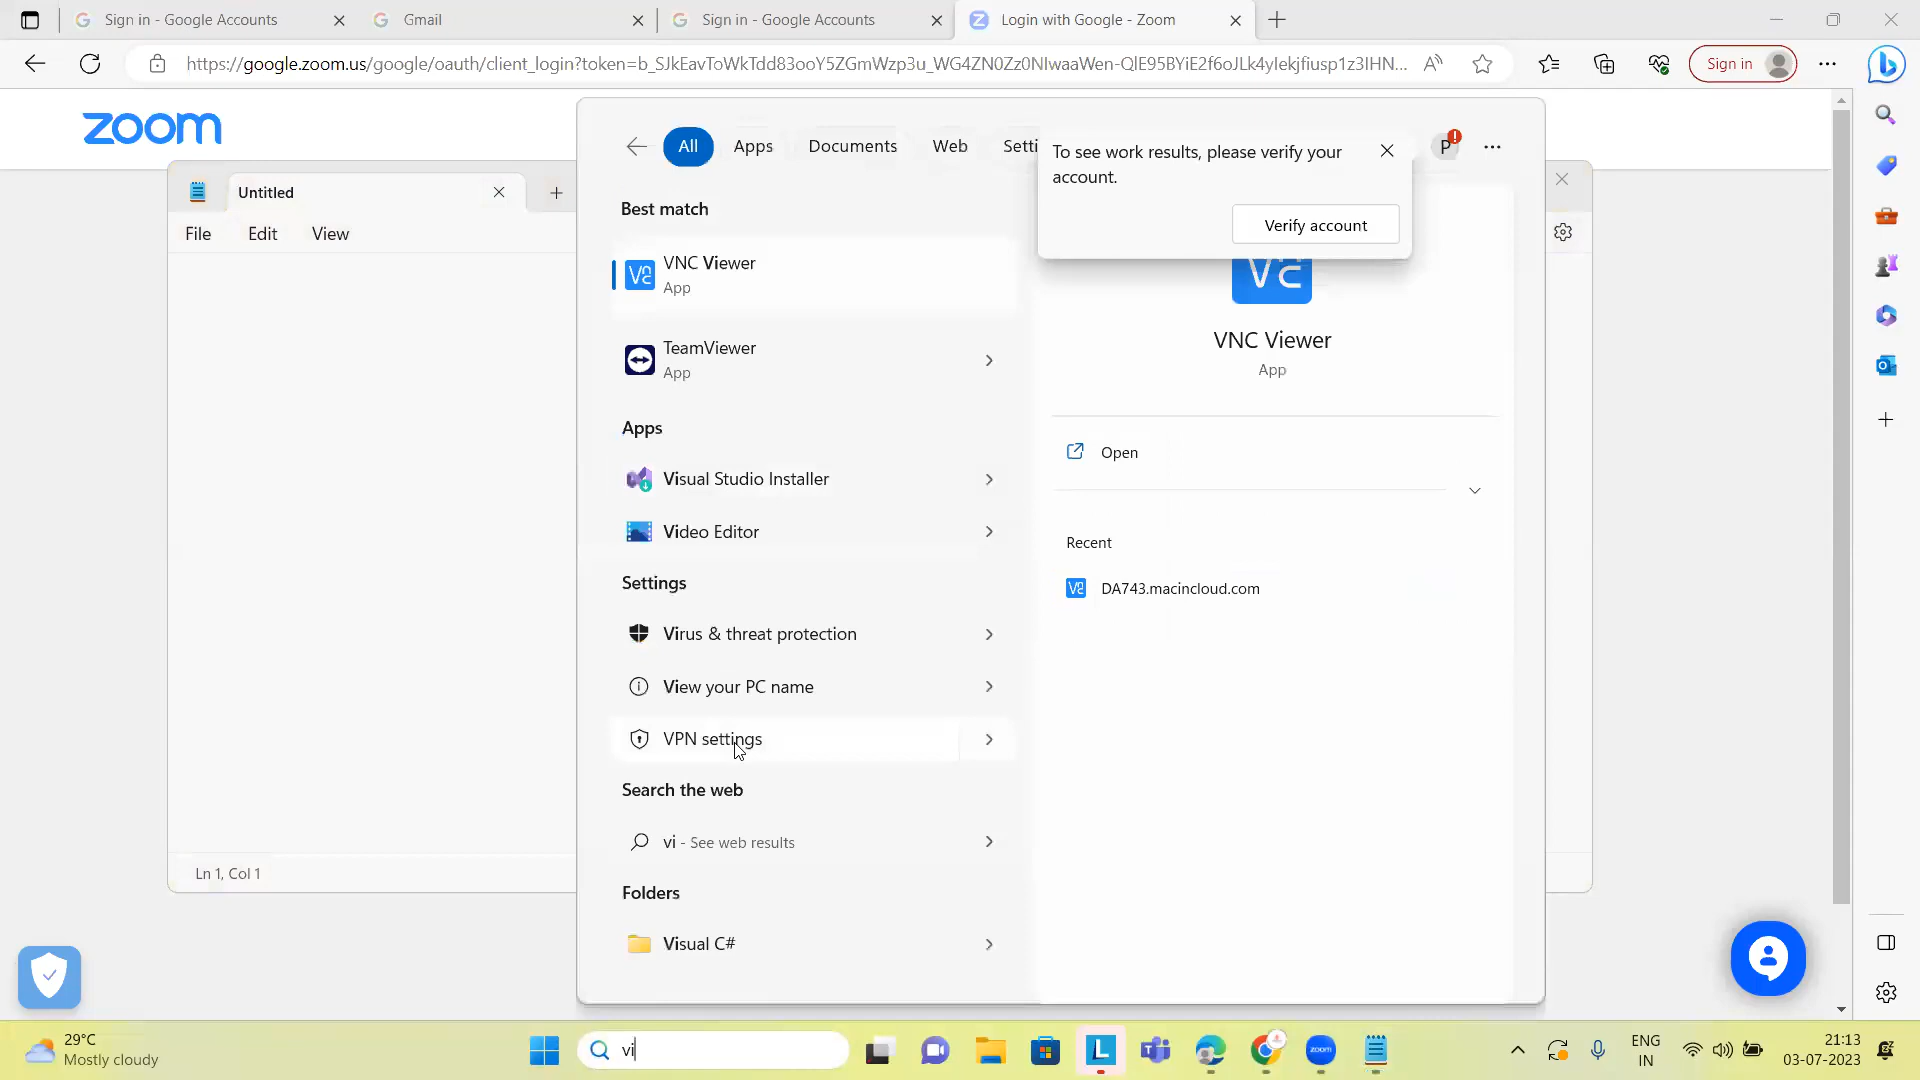 Sign in - Google Accounts
Gmail
Sign in - Google Accounts
Login with Google - Zoom
https://google.zoom.us/google/oauth/client_login?token=b_SJkEavToWkTdd83ooY5ZGmWzp3u_WG4ZN0Zz0NIwaaWen-QlE95BYiE2f6oJLk4yIekjfiusp1z3IHN...
Sign in
zoom
All
Apps
Documents
Web
Setti
To see work results, please verify your
account.
Verify account
P
Untitled
File
Edit
View
Best match
VNC Viewer
App
TeamViewer
App
Apps
Visual Studio Installer
Video Editor
Settings
Virus & threat protection
View your PC name
VPN settings
Search the web
vi - See web results
Folders
Visual C#
VNC Viewer
App
Open
Recent
DA743.macincloud.com
Ln 1, Col 1
29°C
Mostly cloudy
vi
zoom
ENG
IN
21:13
03-07-2023